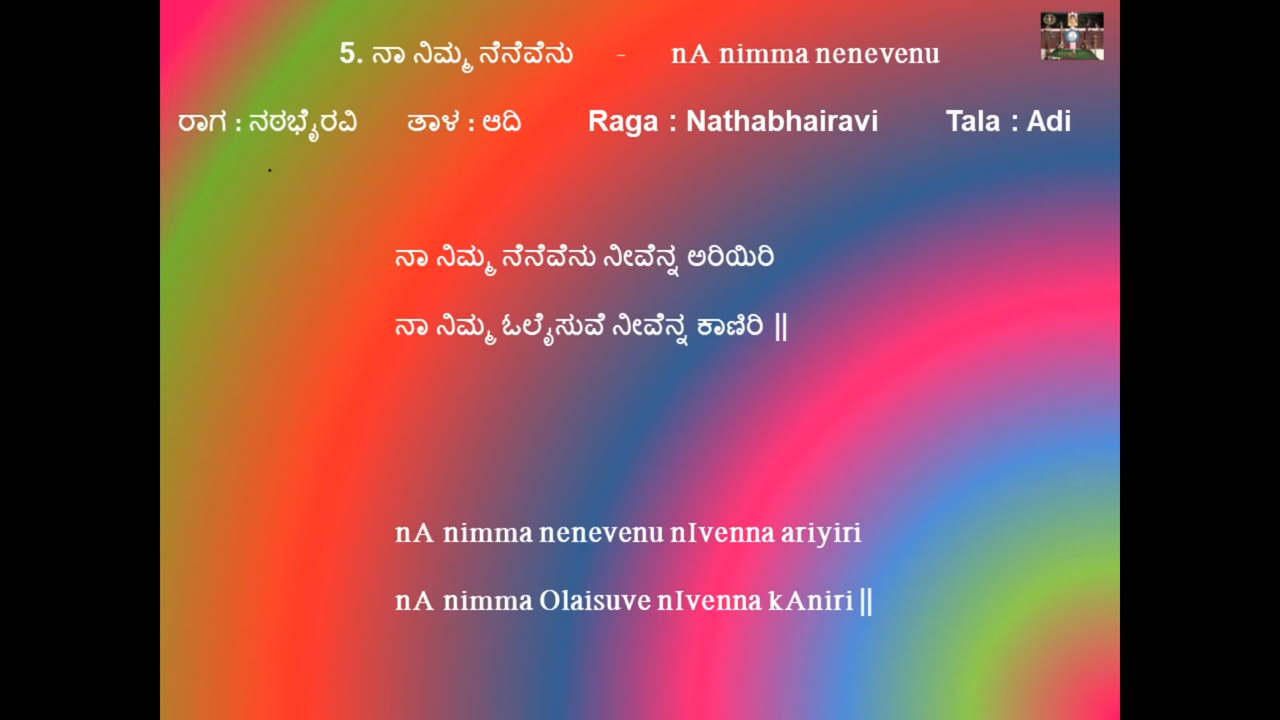 5. ನಾ ನಿಮ್ಮ ನೆನೆವೆನು - nA nimma nenevenu
ರಾಗ : ನಠಭೈರವಿ ತಾಳ : ಆದಿ Raga : Nathabhairavi Tala : Adi
ನಾ ನಿಮ್ಮ ನೆನೆವೆನು ನೀವೆನ್ನ ಅರಿಯಿರಿ
ನಾ ನಿಮ್ಮ ಓಲೈಸುವೆ ನೀವೆನ್ನ ಕಾಣಿರಿ ||
nA nimma nenevenu nIvenna ariyiri
nA nimma Olaisuve nIvenna kAniri ||